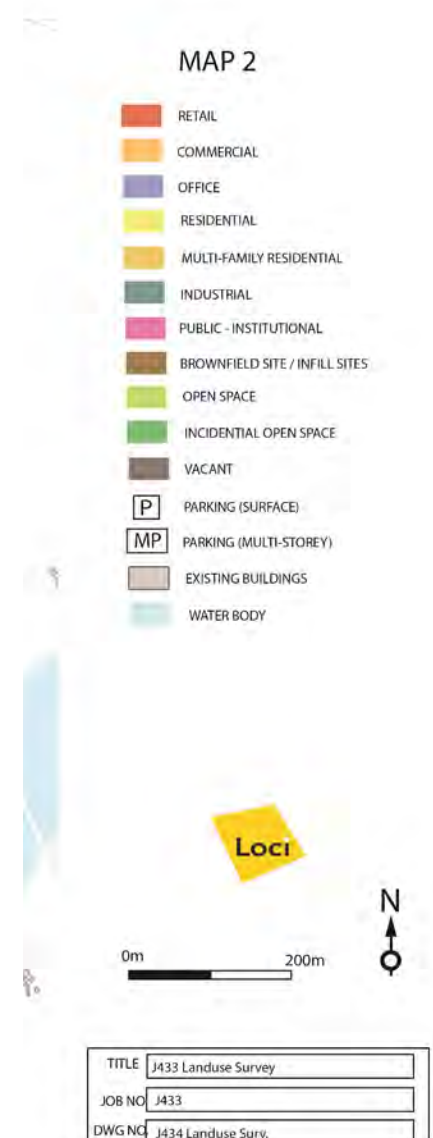 MAP 2
RETAIL
COMMERCIAL
OFFICE
RESIDENTIAL
MULTI-FAMILY RESIDENTIAL
INDUSTRIAL
PUBLIC - INSTITUTIONAL
BROWNFIELD SITE / INFILL SITES
OPEN SPACE
INCIDENTIAL OPEN SPACE
VACANT
P PARKING (SURFACE)
MP PARKING (MULTI-STOREY)
EXISTING BUILDINGS
WATER BODY
Loci
N
0m 200m
TITLE J433 Landuse Survey
JOB NO J433
DWG NO J434 Landuse Surv.